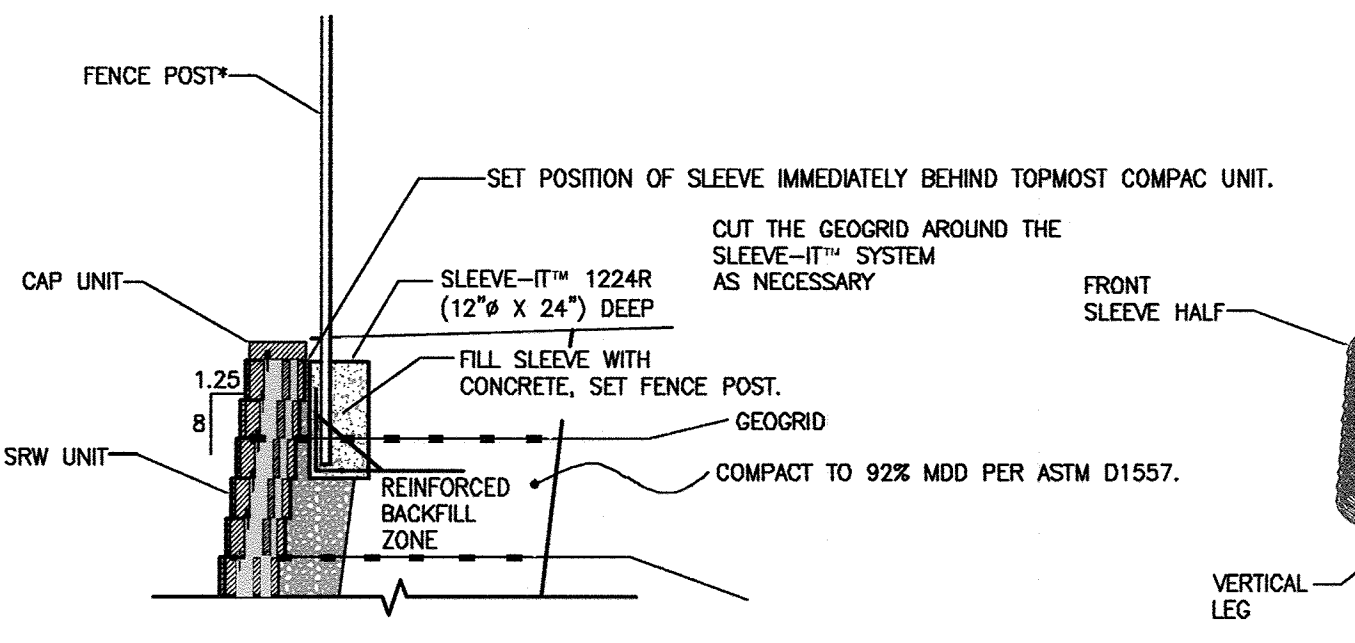 FENCE POST*
SET POSITION OF SLEEVE IMMEDIATELY BEHIND TOPMOST COMPAC UNIT.
CUT THE GEOGRID AROUND THE
SLEEVE-IT™ SYSTEM
AS NECESSARY
CAP UNIT
SLEEVE-IT™ 1224R
(12"ø X 24") DEEP
FRONT
SLEEVE HALF
FILL SLEEVE WITH
CONCRETE, SET FENCE POST.
1.25
8
GEOGRID
SRW UNIT
COMPACT TO 92% MDD PER ASTM D1557.
REINFORCED
BACKFILL
ZONE
VERTICAL
LEG